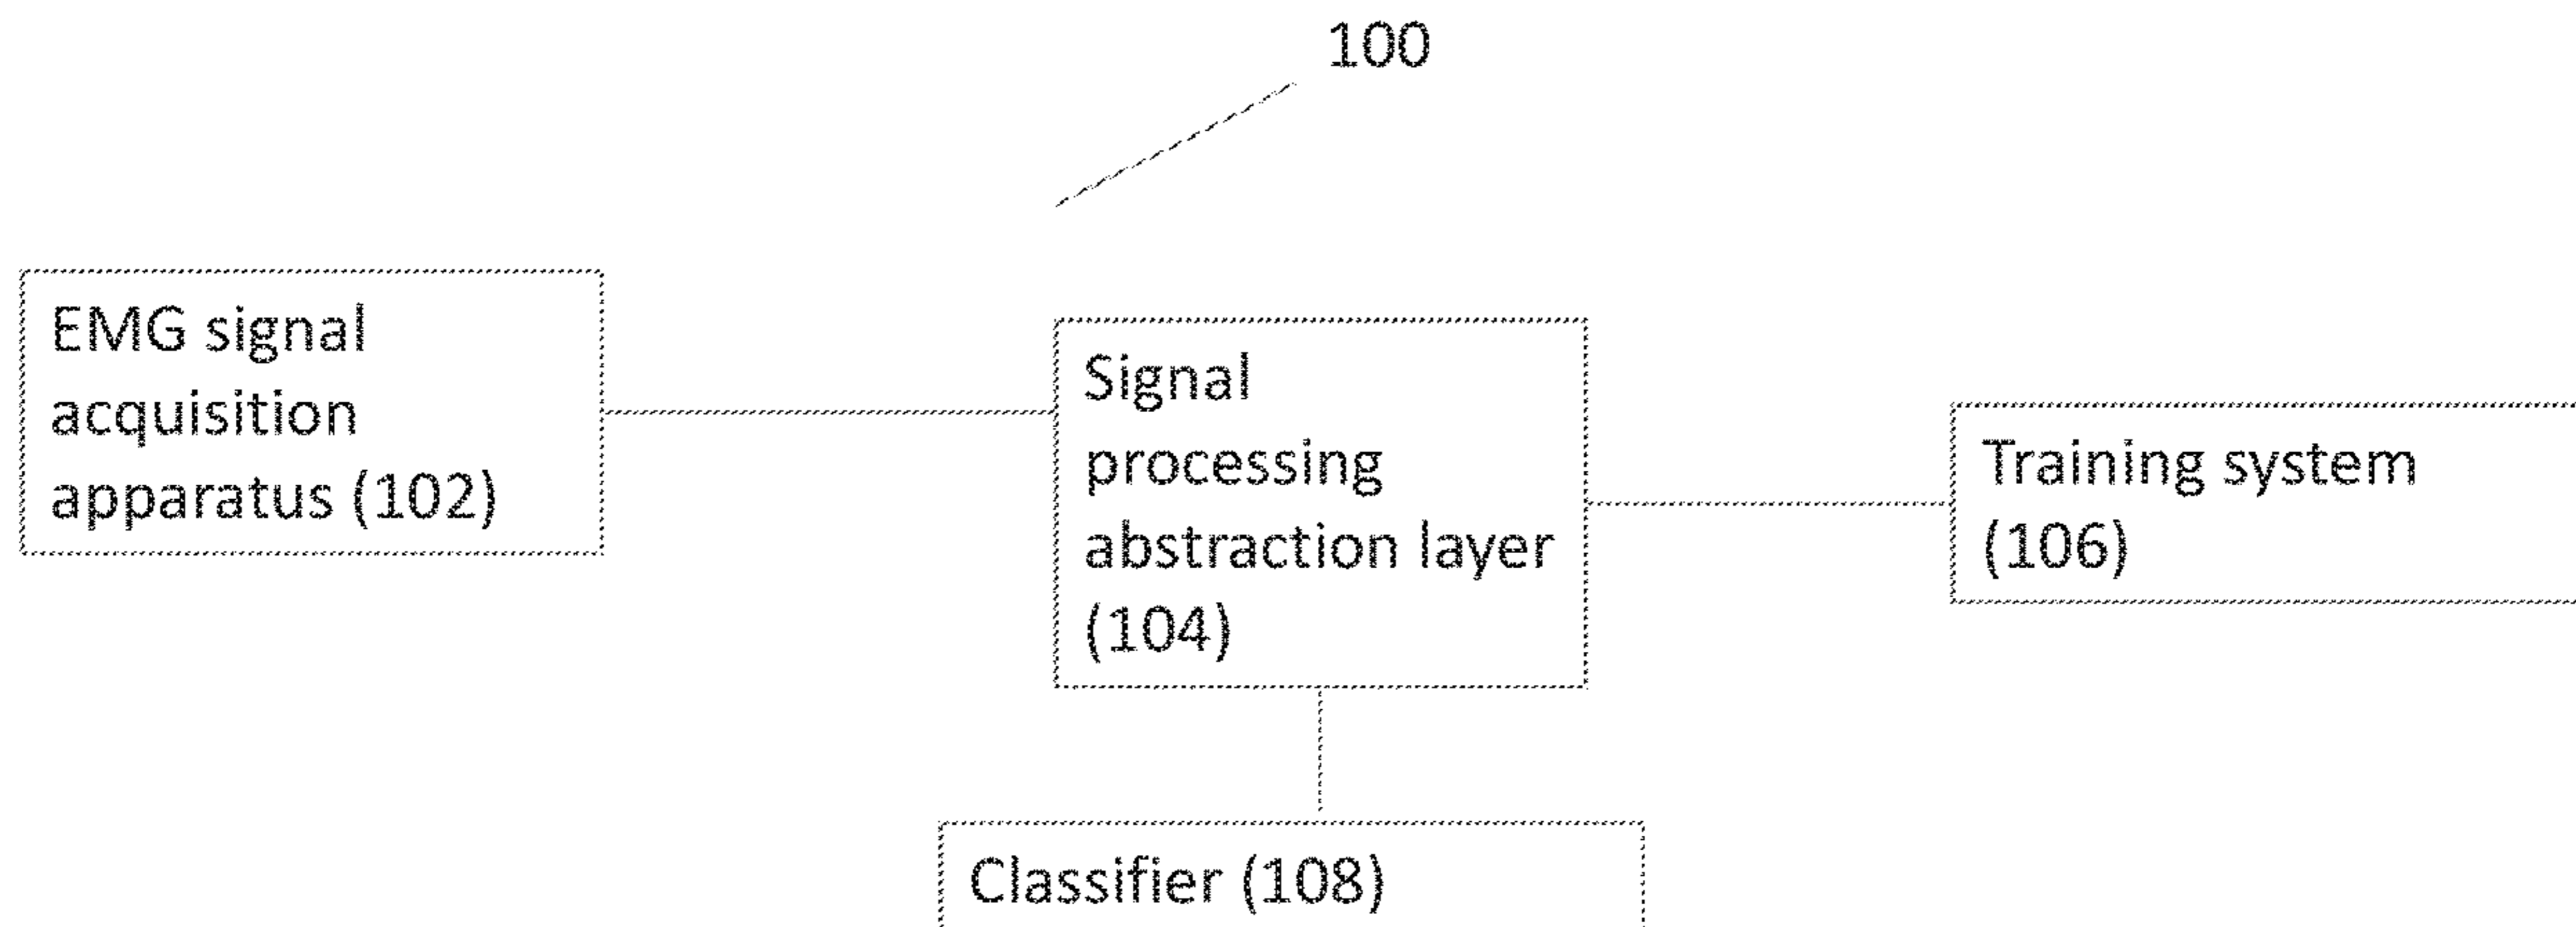 100
EMG signal
acquisition
apparatus (102)
Signal
processing
abstraction layer
(104)
Training system
(106)
Classifier (108)